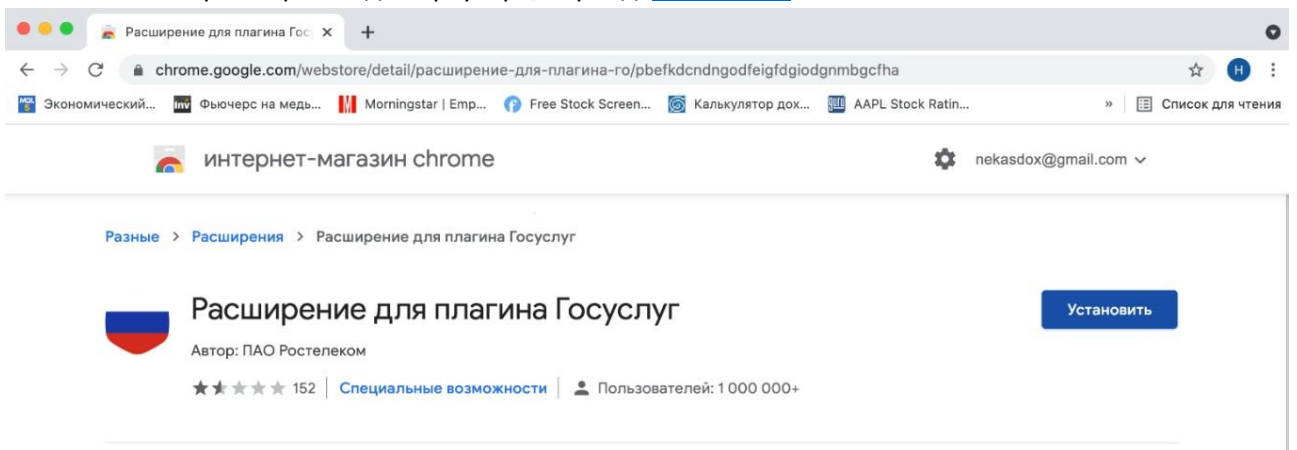 Расширение для плагина Гос
chrome.google.com/webstore/detail/расширение-для-плагина-го/pbefkdcndngodfeigfdgiodgnmbgcfha
H
Экономический... Фьючерс на медь... Morningstar | Emp... Free Stock Screen... Калькулятор дох... AAPL Stock Ratin... » Список для чтения
интернет-магазин chrome nekasdox@gmail.com
Разные > Расширения > Расширение для плагина Госуслуг
Расширение для плагина Госуслуг
Установить
Автор: ПАО Ростелеком
152 | Специальные возможности | Пользователей: 1 000 000+